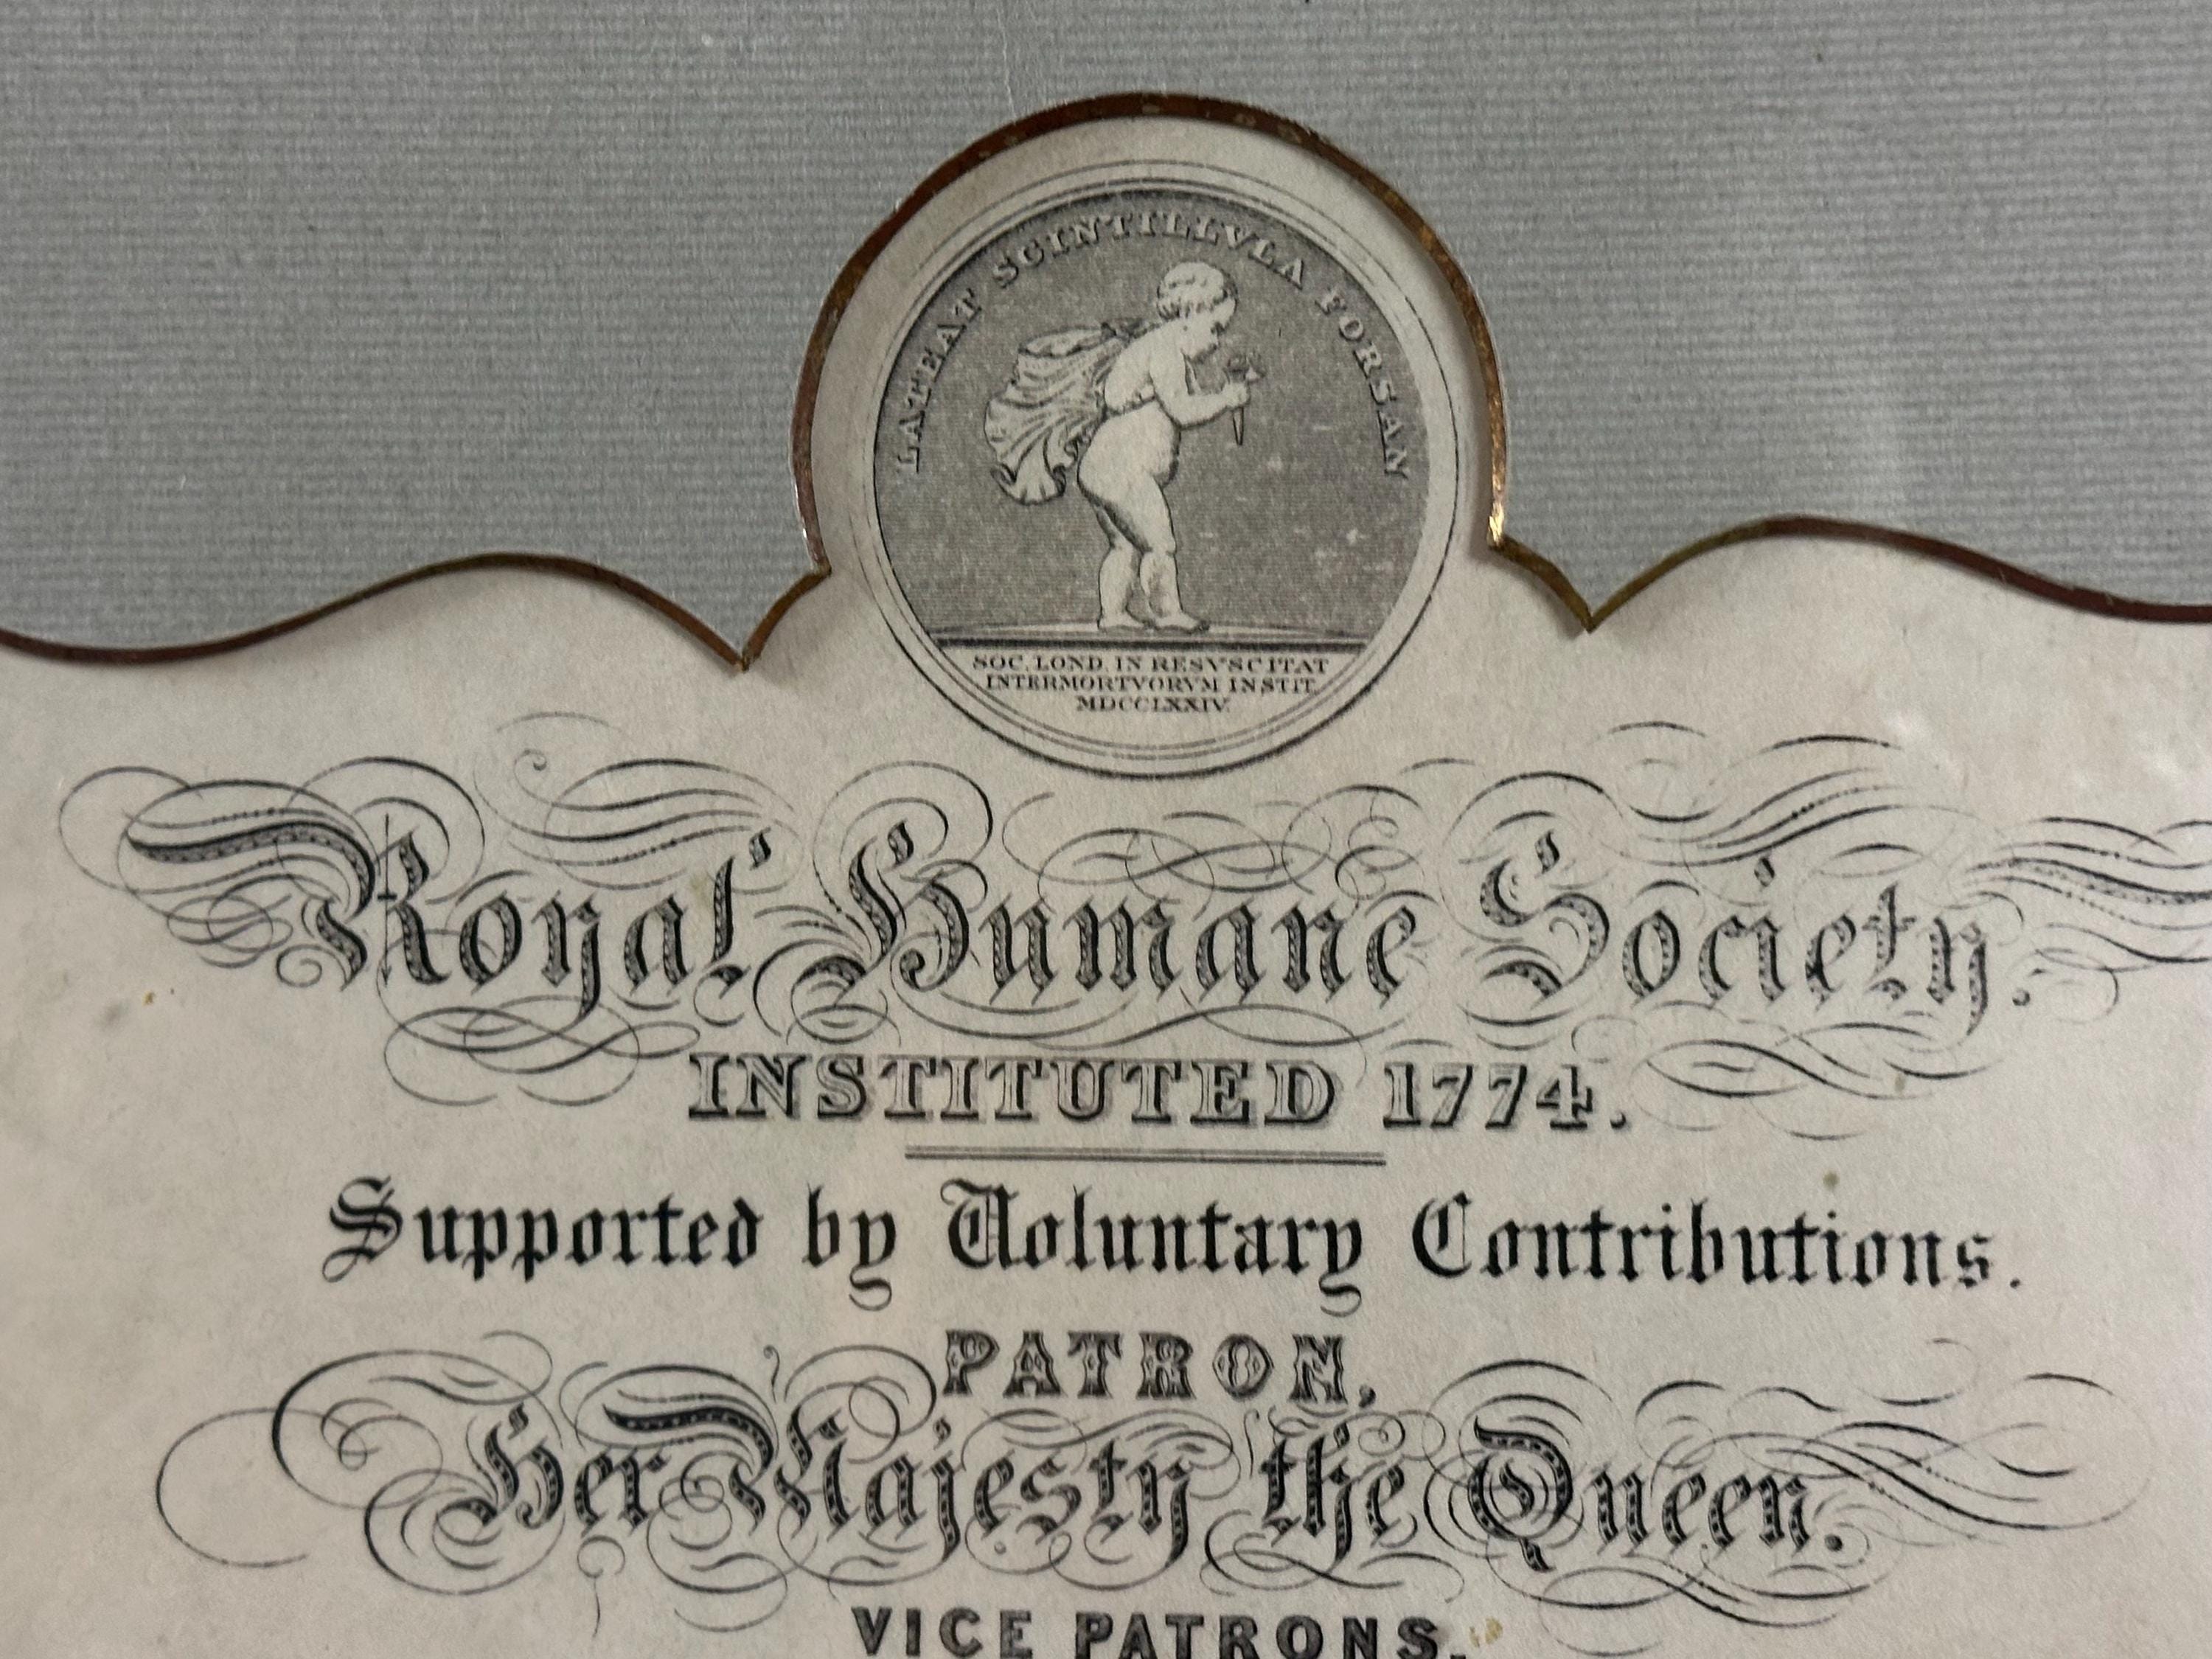 LATEAT SCINTILLVLA FORSAN
SOC. LOND. IN RESVSCITAT
INTERMORTVORVM INSTIT.
MDCCLXXIV.
Royal Humane Society.
INSTITUTED 1774.
Supported by Voluntary Contributions.
PATRON,
Her Majesty the Queen.
VICE PATRONS.